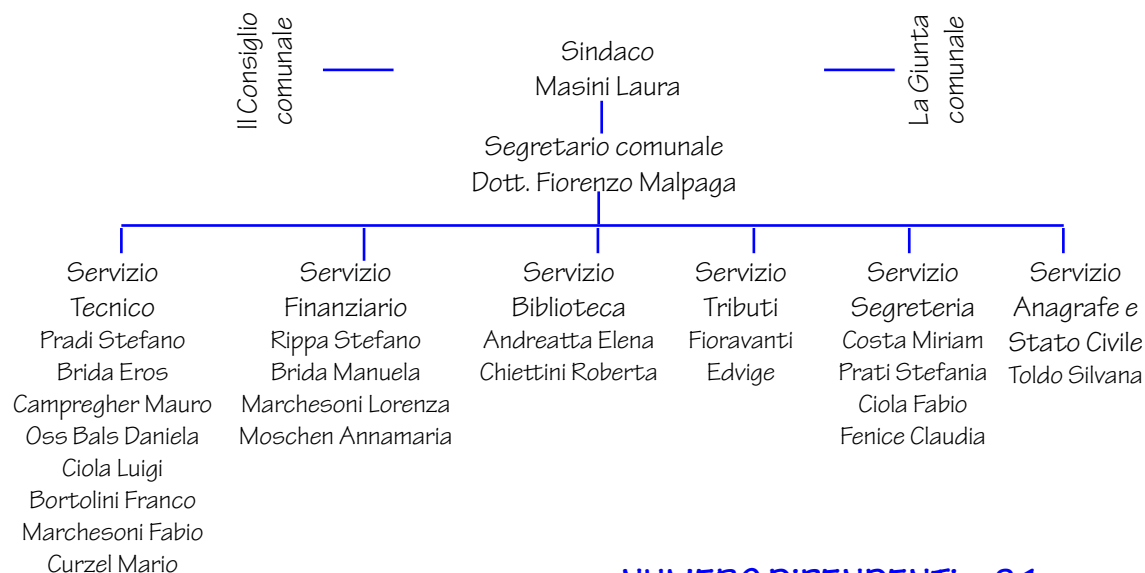 Il Consiglio
comunale
Sindaco
Masini Laura
La Giunta
comunale
Segretario comunale
Dott. Fiorenzo Malpaga
Servizio
Tecnico
Pradi Stefano
Brida Eros
Campregher Mauro
Oss Bals Daniela
Ciola Luigi
Bortolini Franco
Marchesoni Fabio
Curzel Mario
Servizio
Finanziario
Rippa Stefano
Brida Manuela
Marchesoni Lorenza
Moschen Annamaria
Servizio
Biblioteca
Andreatta Elena
Chiettini Roberta
Servizio
Tributi
Fioravanti
Edvige
Servizio
Segreteria
Costa Miriam
Prati Stefania
Ciola Fabio
Fenice Claudia
Servizio
Anagrafe e
Stato Civile
Toldo Silvana